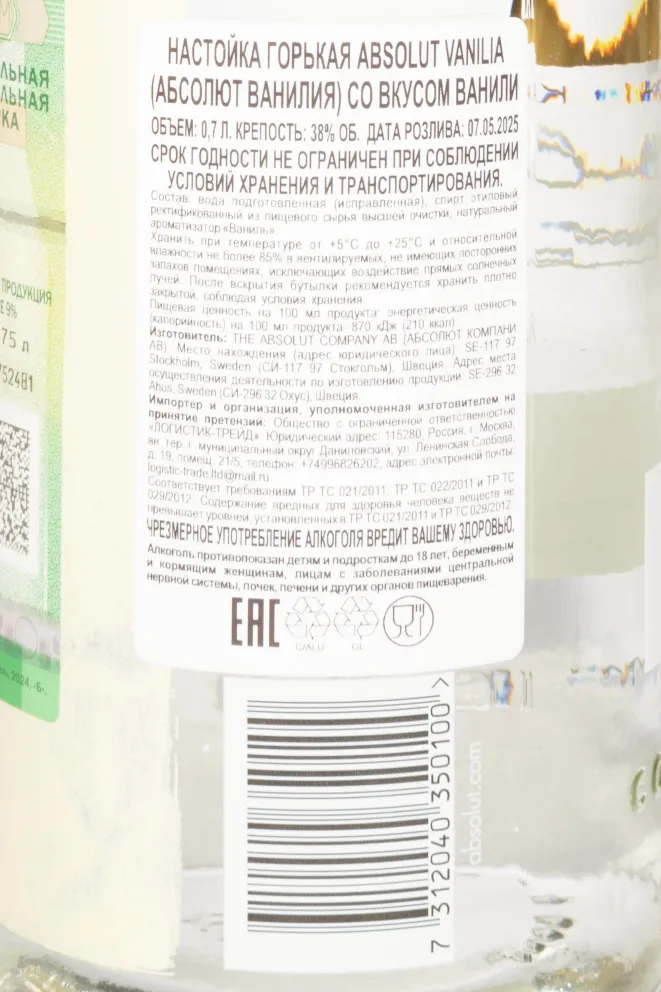 НАСТОЙКА ГОРЬКАЯ ABSOLUT VANILIA
(АБСОЛЮТ ВАНИЛИЯ) СО ВКУСОМ ВАНИЛИ
ОБЪЕМ: 0,7 Л. КРЕПОСТЬ: 38% ОБ. ДАТА РОЗЛИВА: 07.05.2025
СРОК ГОДНОСТИ НЕ ОГРАНИЧЕН ПРИ СОБЛЮДЕНИИ
УСЛОВИЙ ХРАНЕНИЯ И ТРАНСПОРТИРОВАНИЯ.
Состав: вода подготовленная (исправленная), спирт этиловый
ректификованный из пищевого сырья высшей очистки, натуральный
ароматизатор «Ваниль»
Хранить при температуре от +5°С до +25°С и относительной
влажности не более 85% в вентилируемых, не имеющих посторонних
запахов помещениях, исключающих воздействие прямых солнечных
лучей. После вскрытия бутылки рекомендуется хранить плотно
закрытой, соблюдая условия хранения.
Пищевая ценность на 100 мл продукта: энергетическая ценность
(калорийность) на 100 мл продукта 870 кДж (210 ккал)
Изготовитель: THE ABSOLUT COMPANY AB (АБСОЛЮТ КОМПАНИ
АВ). Место нахождения (адрес юридического лица) SE-117 97
Stockholm, Sweden (СИ-117 97 Стокгольм), Швеция. Адрес места
осуществления деятельности по изготовлению продукции: SE-296 32
Ahus, Sweden (СИ-296 32 Охус), Швеция.
Импортер и организация, уполномоченная изготовителем на
принятие претензий: Общество с ограниченной ответственностью
«ЛОГИСТИК-ТРЕЙД» Юридический адрес: 115280, Россия, г. Москва,
вн тер. г. муниципальный округ Даниловский, ул. Ленинская Слобода,
д. 19, помещ. 21/5, телефон: +74996826202, адрес электронной почты:
logistic-trade.ltd@mail.ru
Соответствует требованиям ТР ТС 021/2011, ТР ТС 022/2011 и ТР ТС
029/2012. Содержание вредных для здоровья человека веществ не
превышает уровней, установленных в ТР ТС 021/2011 и ТР ТС 029/2012
ЧРЕЗМЕРНОЕ УПОТРЕБЛЕНИЕ АЛКОГОЛЯ ВРЕДИТ ВАШЕМУ ЗДОРОВЬЮ.
Алкоголь противопоказан детям и подросткам до 18 лет, беременным
и кормящим женщинам, лицам с заболеваниями центральной
нервной системы, почек, печени и других органов пищеварения.
EAC
C/ALU GL
7 312040 350100 >
absolut.com
ЛЬНАЯ
ЛЬНАЯ
КА
ПРОДУКЦИЯ
Е 9%
75 л
752481
2024, «Б».